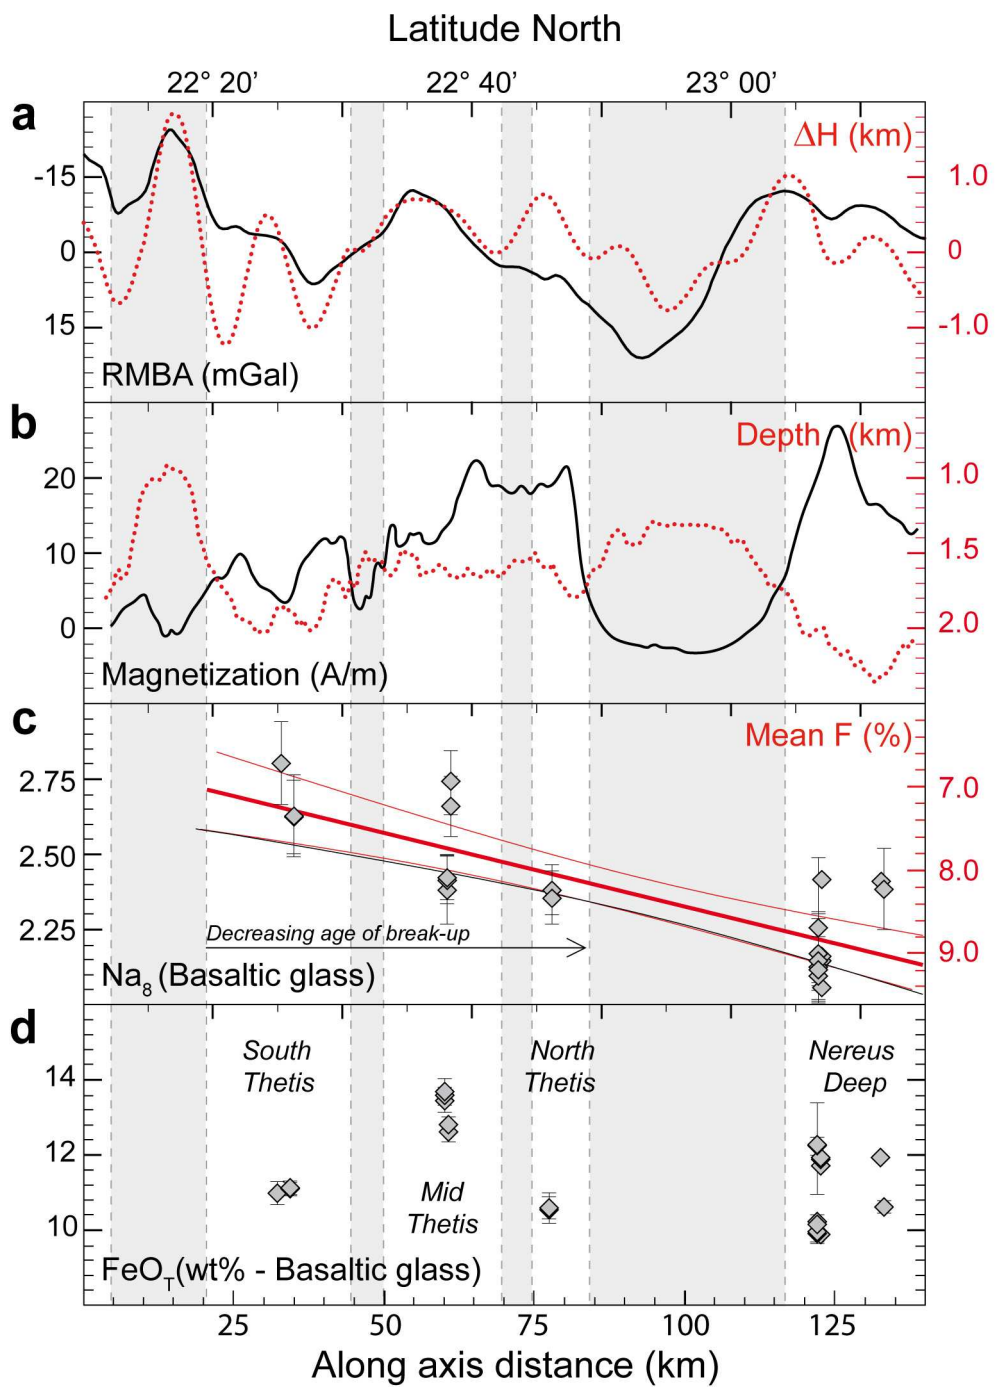 Latitude North
22° 20’ 22° 40’ 23° 00’
a
ΔH (km)
-15
0
15
1.0
0
-1.0
RMBA (mGal)
b
Depth (km)
20
10
0
1.0
1.5
2.0
Magnetization (A/m)
c
Mean F (%)
2.75
2.50
2.25
7.0
8.0
9.0
Decreasing age of break-up
Na8 (Basaltic glass)
d
South
Thetis
North
Thetis
Nereus
Deep
14
12
10
Mid
Thetis
FeOT(wt% - Basaltic glass)
25 50 75 100 125
Along axis distance (km)